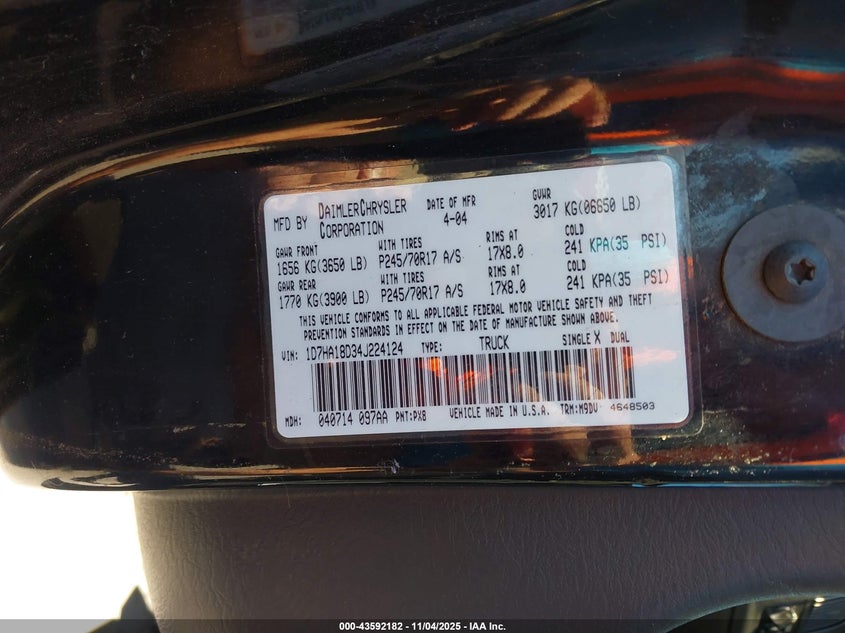 MFD BY DAIMLERCHRYSLER CORPORATION DATE OF MFR 4-04 GVWR 3017 KG(06650 LB)
GAWR FRONT WITH TIRES RIMS AT COLD
1656 KG(3650 LB) P245/70R17 A/S 17X8.0 241 KPA(35 PSI)
GAWR REAR WITH TIRES RIMS AT COLD
1770 KG(3900 LB) P245/70R17 A/S 17X8.0 241 KPA(35 PSI)
THIS VEHICLE CONFORMS TO ALL APPLICABLE FEDERAL MOTOR VEHICLE SAFETY AND THEFT
PREVENTION STANDARDS IN EFFECT ON THE DATE OF MANUFACTURE SHOWN ABOVE.
VIN: 1D7HA18D34J224124 TYPE: TRUCK SINGLE X DUAL
MDH: 040714 097AA PNT:PX8 VEHICLE MADE IN U.S.A. TRM:M9DV 4648503
000-43592182 - 11/04/2025 - IAA Inc.